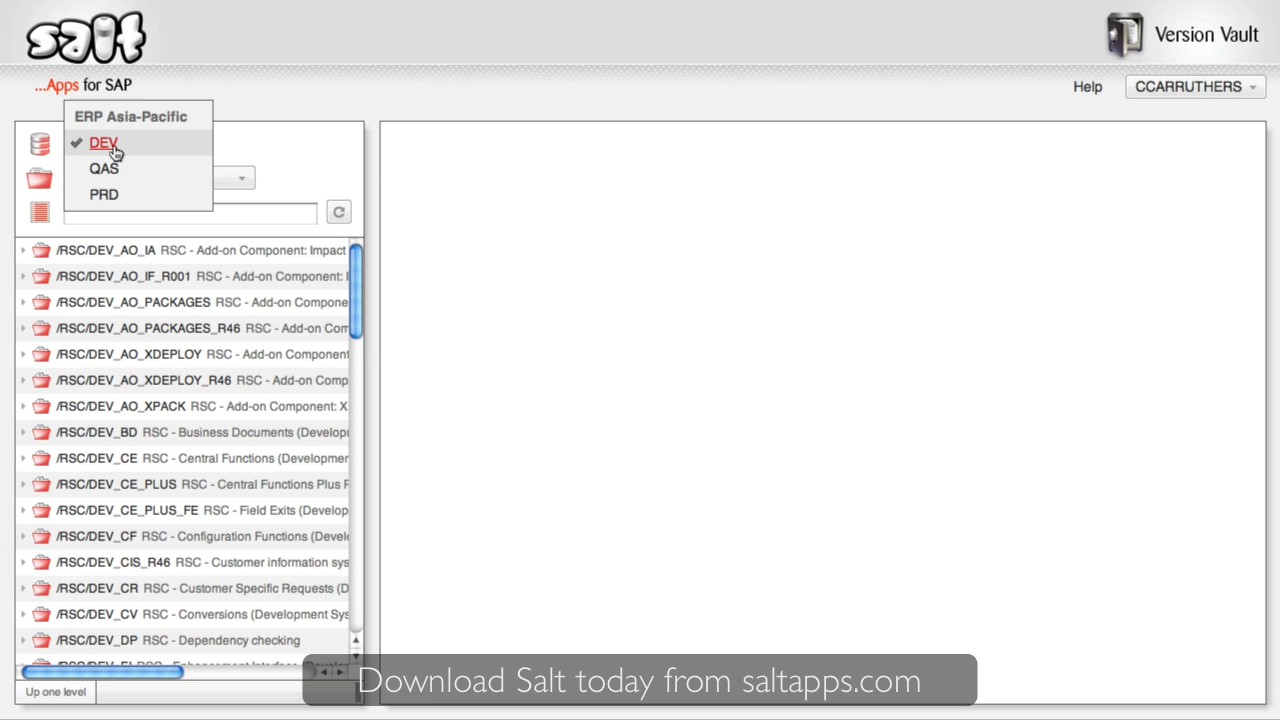 salt
...Apps for SAP
Version Vault
Help
CCARRUTHERS
ERP Asia-Pacific
DEV
QAS
PRD
/RSC/DEV_AO_IA RSC - Add-on Component: Impact
/RSC/DEV_AO_IF_R001 RSC - Add-on Component: I
/RSC/DEV_AO_PACKAGES RSC - Add-on Compone
/RSC/DEV_AO_PACKAGES_R46 RSC - Add-on Com
/RSC/DEV_AO_XDEPLOY RSC - Add-on Component
/RSC/DEV_AO_XDEPLOY_R46 RSC - Add-on Comp
/RSC/DEV_AO_XPACK RSC - Add-on Component: X
/RSC/DEV_BD RSC - Business Documents (Develop
/RSC/DEV_CE RSC - Central Functions (Developmen
/RSC/DEV_CE_PLUS RSC - Central Functions Plus F
/RSC/DEV_CE_PLUS_FE RSC - Field Exits (Develop
/RSC/DEV_CF RSC - Configuration Functions (Devel
/RSC/DEV_CIS_R46 RSC - Customer information sys
/RSC/DEV_CR RSC - Customer Specific Requests (D
/RSC/DEV_CV RSC - Conversions (Development Sys
/RSC/DEV_DP RSC - Dependency checking
Up one level
Download Salt today from saltapps.com